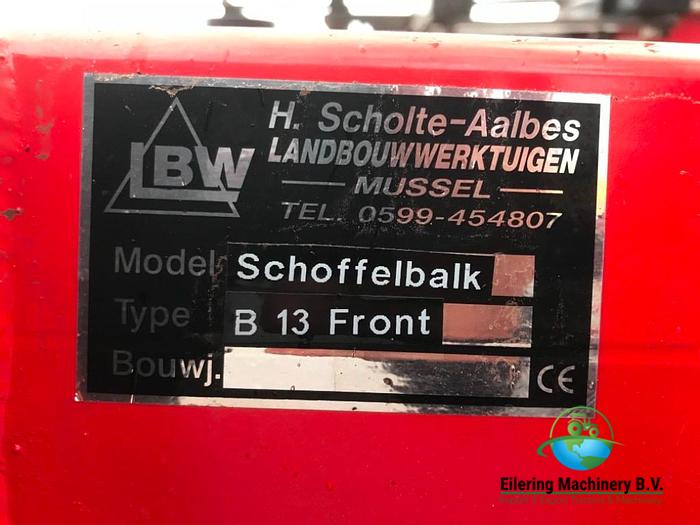 LBW
H. Scholte-Aalbes
LANDBOUWWERKTUIGEN
MUSSEL
TEL. 0599-454807
Model Schoffelbalk
Type B 13 Front
Bouwj.
CE
Eilering Machinery B.V.